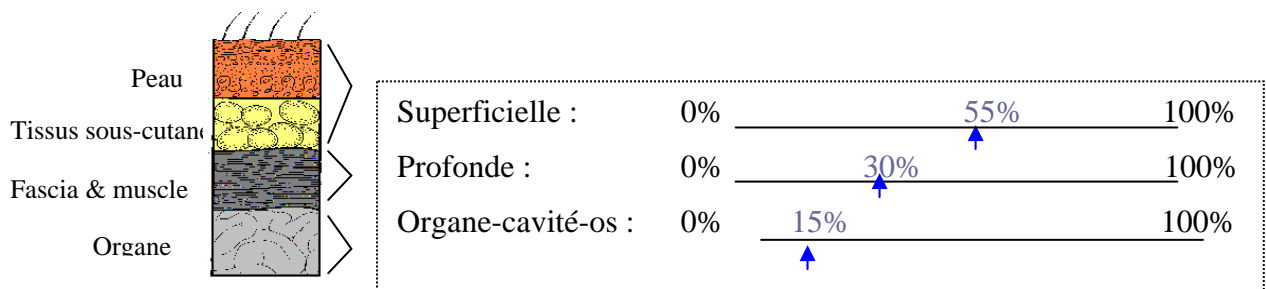 Peau
Tissus sous-cutané
Fascia & muscle
Organe
Superficielle : 0% 55% 100%
Profonde : 0% 30% 100%
Organe-cavité-os : 0% 15% 100%